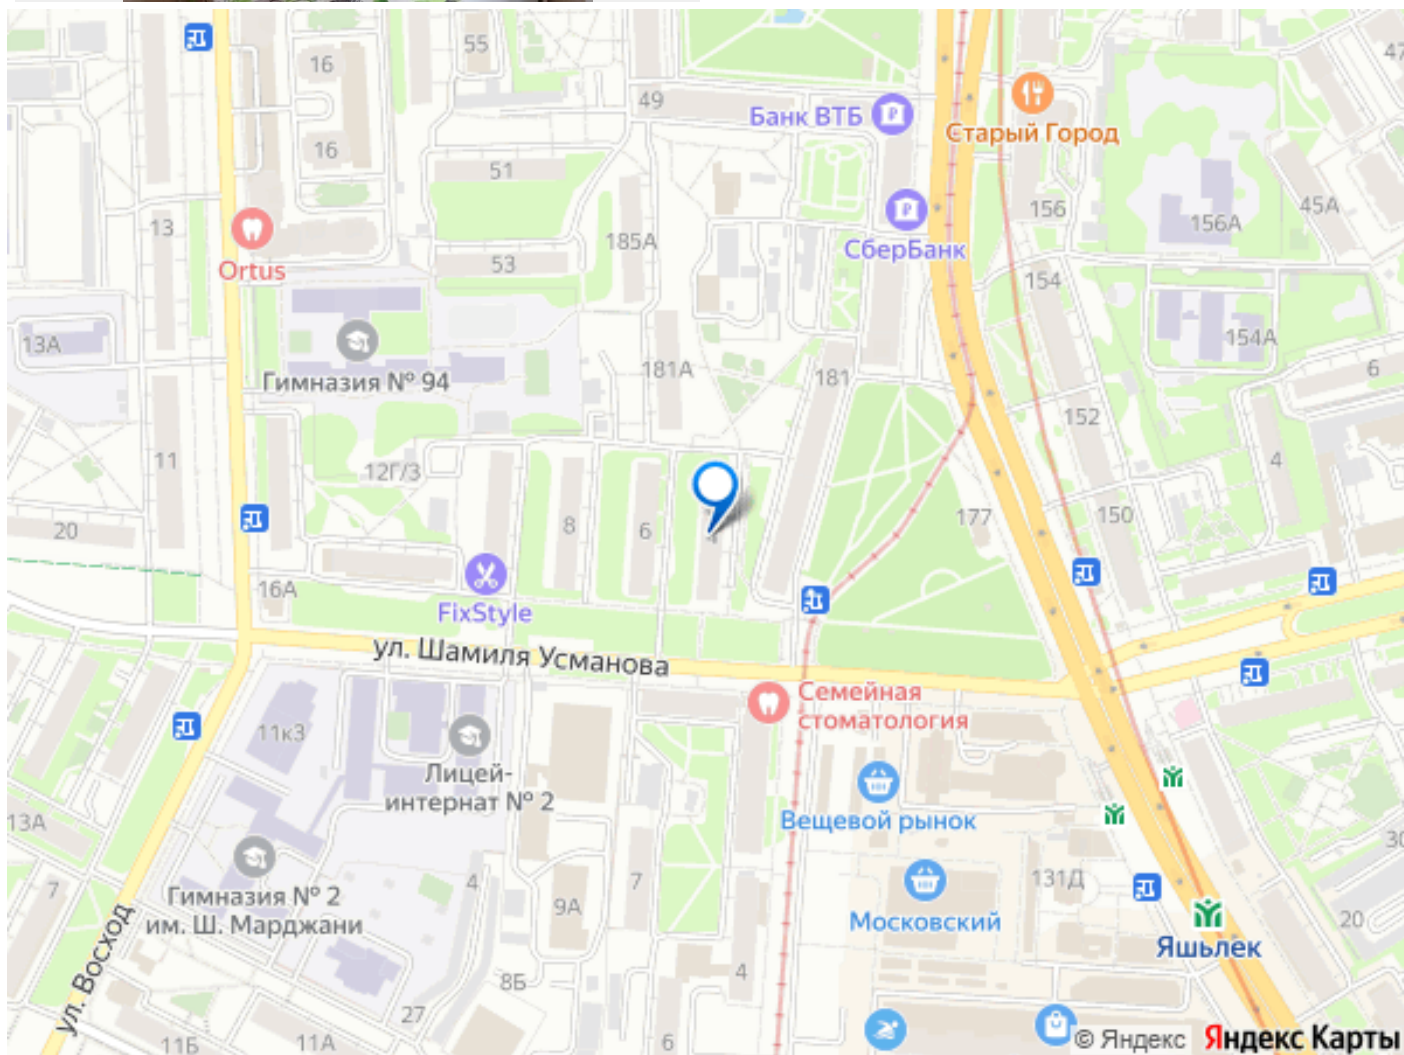 55
47
16
49
Банк ВТБ
Старый Город
16
51
156
45А
156А
13
185А
СберБанк
Ortus
53
154
13А
154А
181А
181
6
Гимназия № 94
152
11
12Г/3
4
8
6
4
177
150
20
16А
FixStyle
ул. Шамиля Усманова
Семейная
стоматология
11к3
Лицей-
интернат № 2
Вещевой рынок
13А
30
7
4
7
131Д
Гимназия № 2
им. Ш. Марджани
9А
Московский
20
Яшьлек
ул. Восход
4
8Б
27
11Б
11А
6
© Яндекс Яндекс Карты